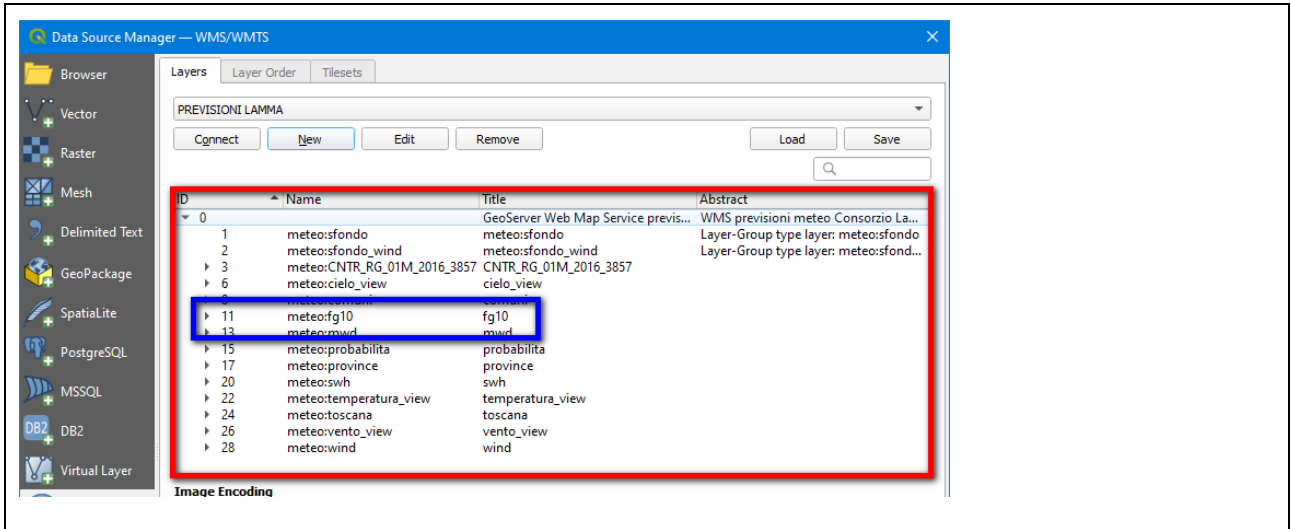 Data Source Manager — WMS/WMTS
Browser
Vector
Raster
Mesh
Delimited Text
GeoPackage
SpatiaLite
PostgreSQL
MSSQL
DB2 DB2
Virtual Layer
Layers Layer Order Tilesets
PREVISIONI LAMMA
Connect New Edit Remove Load Save
ID Name Title Abstract
0 GeoServer Web Map Service previs... WMS previsioni meteo Consorzio La...
1 meteo:sfondo meteo:sfondo Layer-Group type layer: meteo:sfondo
2 meteo:sfondo_wind meteo:sfondo_wind Layer-Group type layer: meteo:sfond...
3 meteo:CNTR_RG_01M_2016_3857 CNTR_RG_01M_2016_3857
6 meteo:cielo_view cielo_view
meteo:comuni comuni
11 meteo:fg10 fg10
13 meteo:mwd mwd
15 meteo:probabilita probabilita
17 meteo:province province
20 meteo:swh swh
22 meteo:temperatura_view temperatura_view
24 meteo:toscana toscana
26 meteo:vento_view vento_view
28 meteo:wind wind
Image Encoding